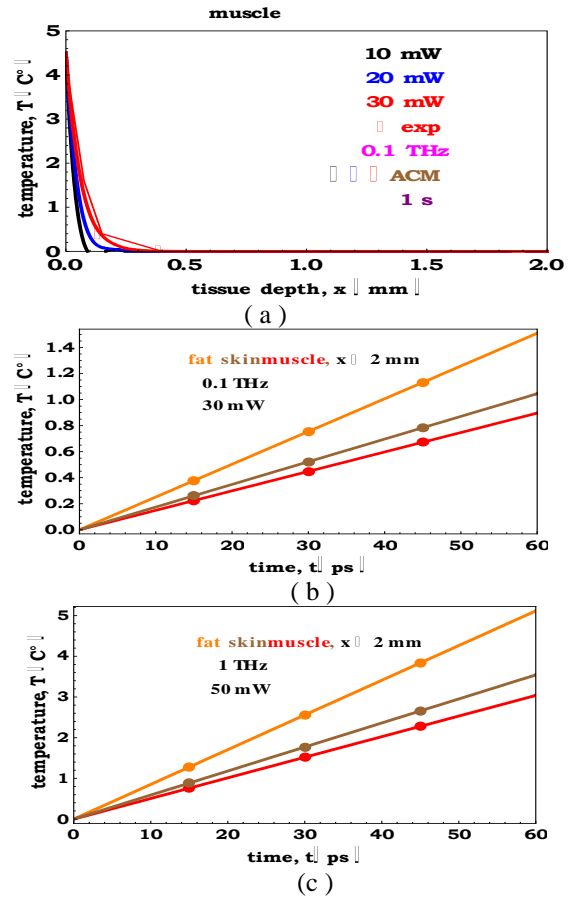 muscle
temperature, T C°
5
4
3
2
1
0
10 mW
20 mW
30 mW
exp
0.1 THz
ACM
1 s
0.0 0.5 1.0 1.5 2.0
tissue depth, x mm
( a )
temperature, T C°
1.4
1.2
1.0
0.8
0.6
0.4
0.2
0.0
fat skinmuscle, x 2 mm
0.1 THz
30 mW
0 10 20 30 40 50 60
time, t ps
( b )
temperature, T C°
5
4
3
2
1
0
fat skinmuscle, x 2 mm
1 THz
50 mW
0 10 20 30 40 50 60
time, t ps
(c)